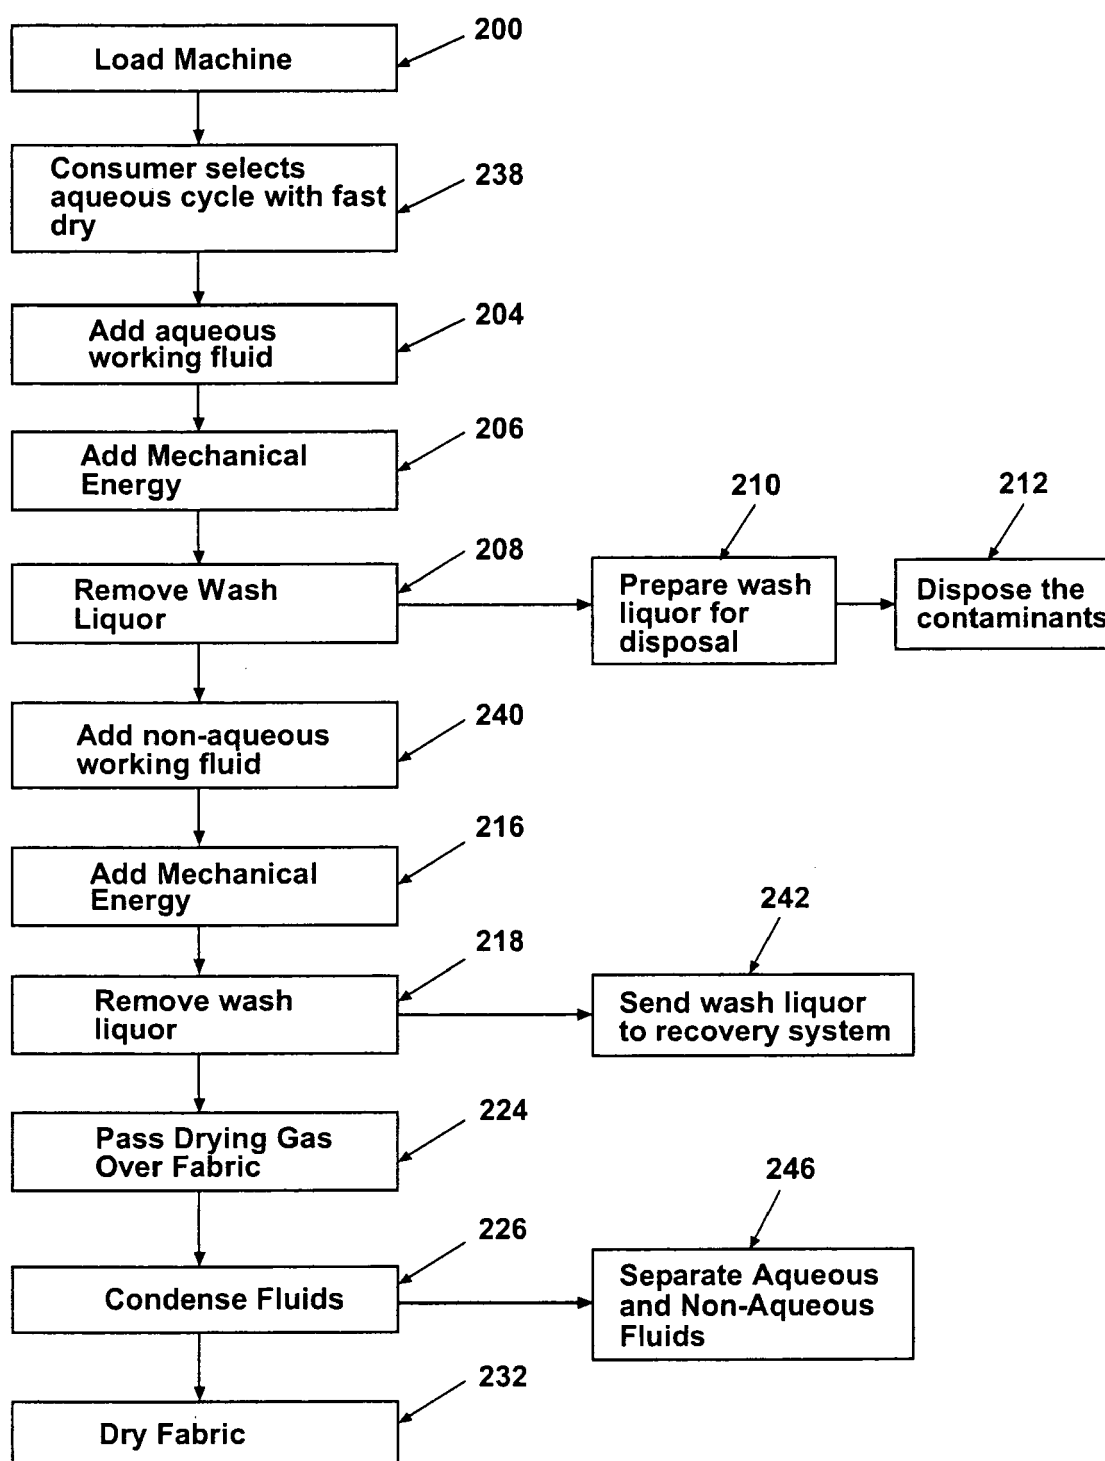 Load Machine
200
Consumer selects
aqueous cycle with fast
dry
238
Add aqueous
working fluid
204
Add Mechanical
Energy
206
Remove Wash
Liquor
208
Prepare wash
liquor for
disposal
210
Dispose the
contaminants
212
Add non-aqueous
working fluid
240
Add Mechanical
Energy
216
Remove wash
liquor
218
Send wash liquor
to recovery system
242
Pass Drying Gas
Over Fabric
224
Condense Fluids
226
Separate Aqueous
and Non-Aqueous
Fluids
246
Dry Fabric
232